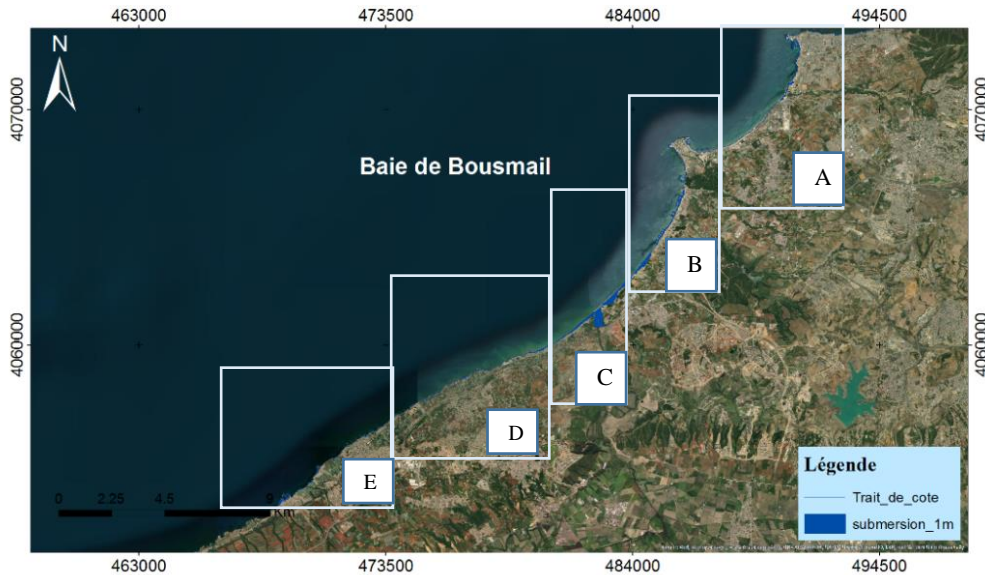 463000 473500 484000 494500
N
4070000 4070000
Baie de Bousmail
A
B
4060000 4060000
C
D
E
0 2.25 4.5 9
Km
Légende
Trait_de_cote
submersion_1m
463000 473500 484000 494500